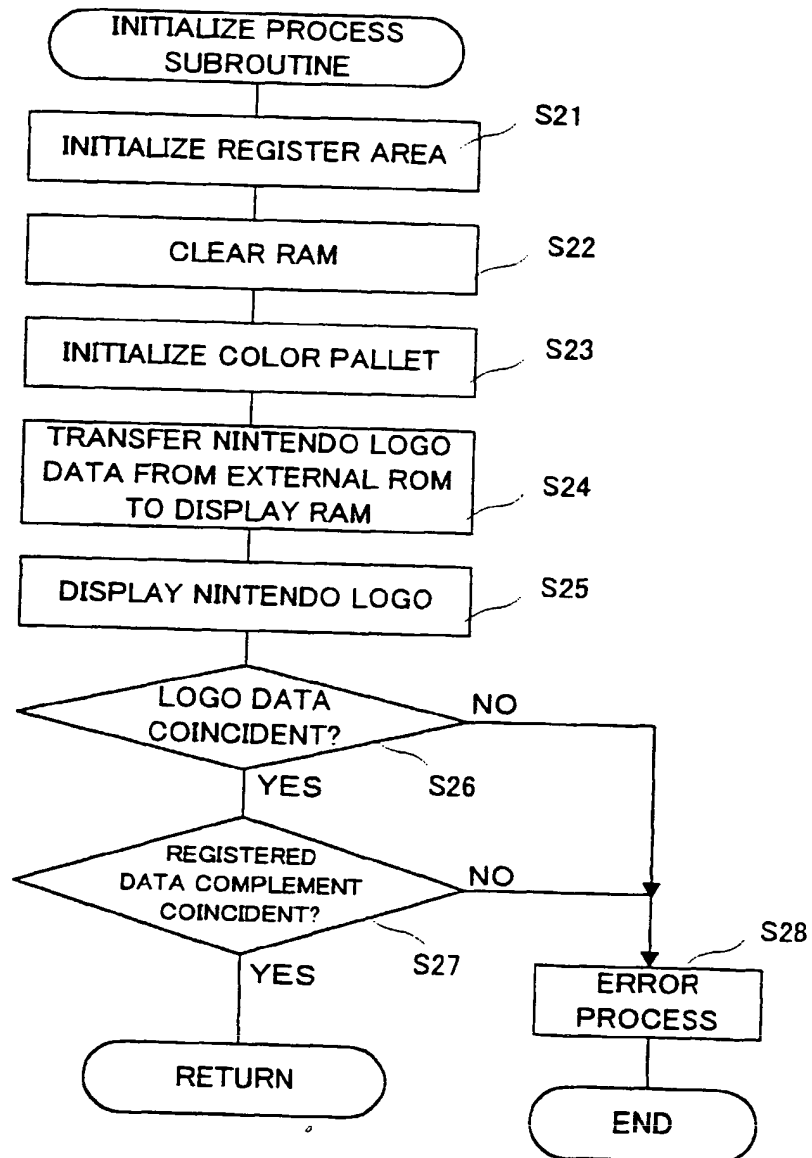 INITIALIZE PROCESS
SUBROUTINE
S21
INITIALIZE REGISTER AREA
CLEAR RAM
S22
INITIALIZE COLOR PALLET
S23
TRANSFER NINTENDO LOGO
DATA FROM EXTERNAL ROM
TO DISPLAY RAM
S24
DISPLAY NINTENDO LOGO
S25
LOGO DATA
COINCIDENT?
NO
S26
YES
REGISTERED
DATA COMPLEMENT
COINCIDENT?
NO
S27
YES
S28
ERROR
PROCESS
RETURN
END